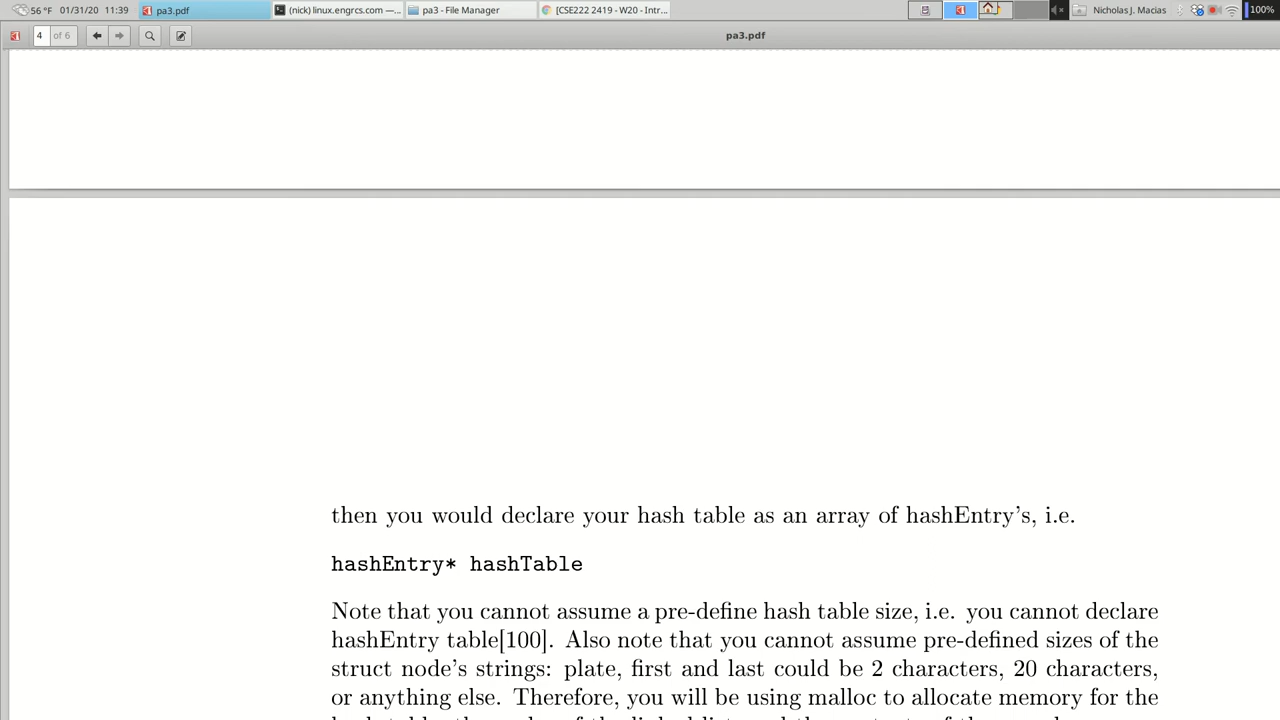 56 °F 01/31/20 11:39 pa3.pdf (nick) linux.engrcs.com —... pa3 - File Manager [CSE222 2419 - W20 - Intr... Nicholas J. Macias 100%
4 of 6 pa3.pdf
then you would declare your hash table as an array of hashEntry's, i.e.
hashEntry* hashTable
Note that you cannot assume a pre-define hash table size, i.e. you cannot declare
hashEntry table[100]. Also note that you cannot assume pre-defined sizes of the
struct node's strings: plate, first and last could be 2 characters, 20 characters,
or anything else. Therefore, you will be using malloc to allocate memory for the